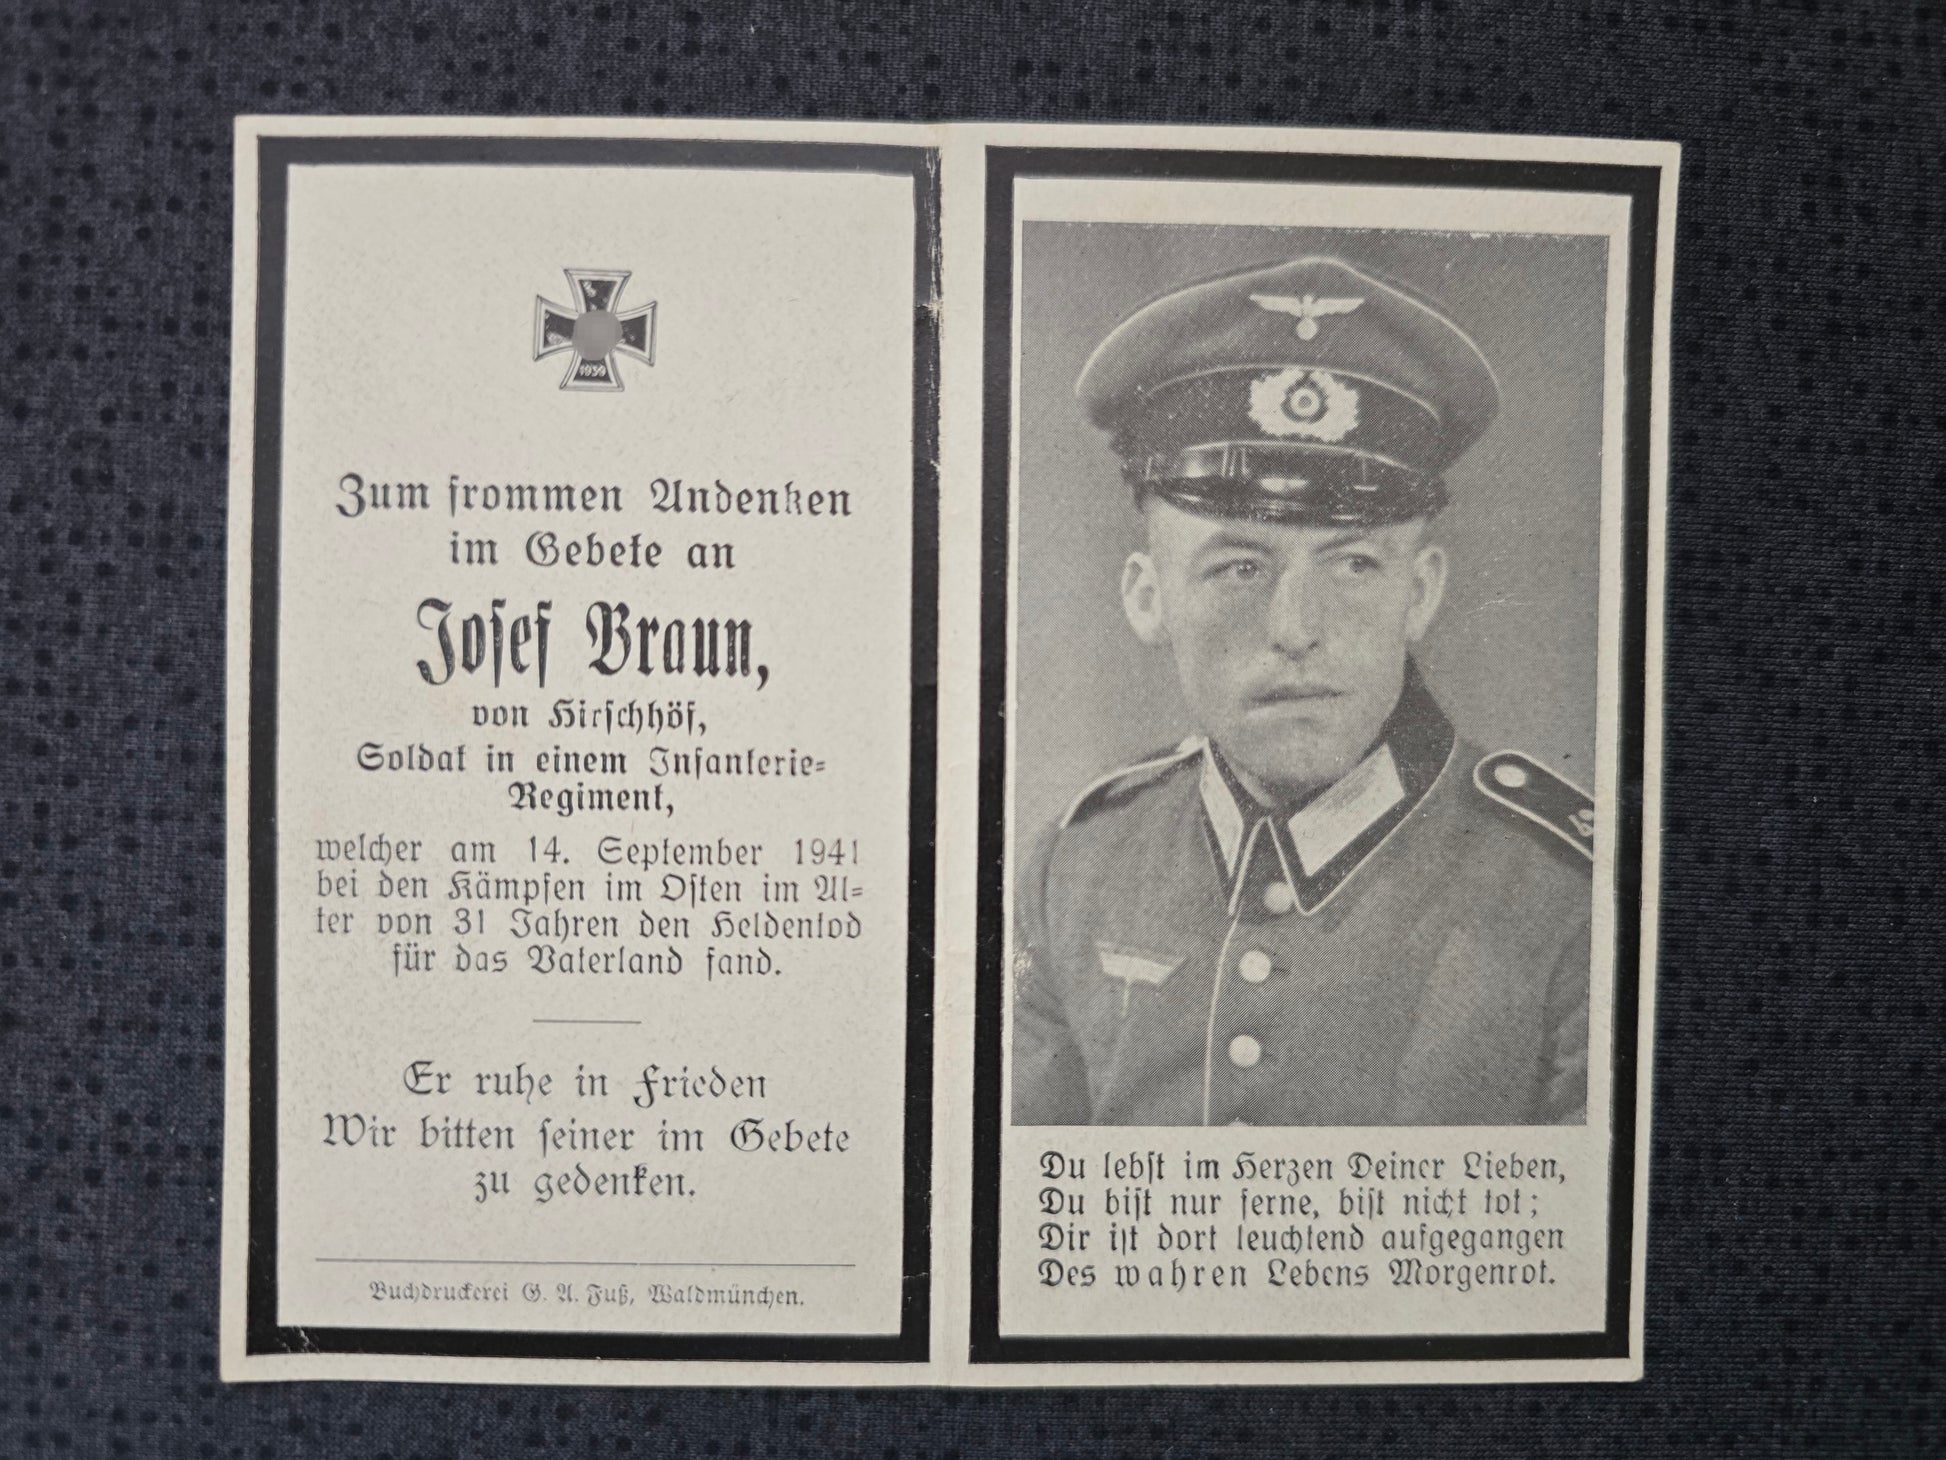 1939
Zum frommen Andenken
im Gebete an
Josef Braun,
von Hirschhöf,
Soldat in einem Infanterie-
Regiment,
welcher am 14. September 1941
bei den Kämpfen im Osten im Al-
ter von 31 Jahren den Heldentod
für das Vaterland fand.
Er ruhe in Frieden
Wir bitten seiner im Gebete
zu gedenken.
Buchdruckerei G. A. Fuß, Waldmünchen.
Du lebst im Herzen Deiner Lieben,
Du bist nur ferne, bist nicht tot;
Dir ist dort leuchtend aufgegangen
Des wahren Lebens Morgenrot.